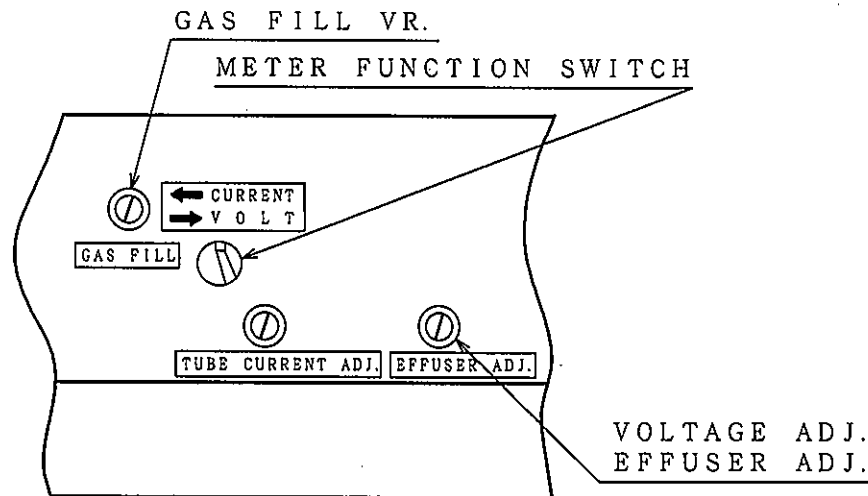 GAS FILL VR.
METER FUNCTION SWITCH
CURRENT
VOLT
GAS FILL
TUBE CURRENT ADJ.
EFFUSER ADJ.
VOLTAGE ADJ.
EFFUSER ADJ.